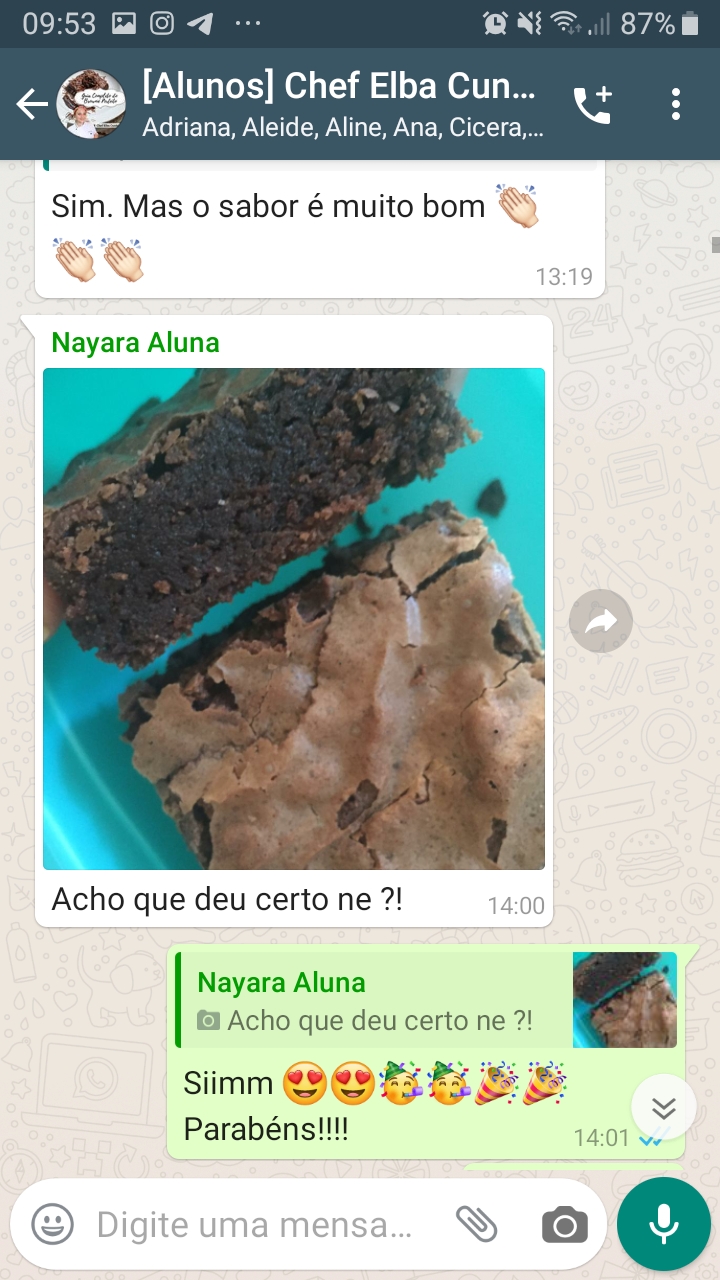 09:53
87%
[Alunos] Chef Elba Cun...
Adriana, Aleide, Aline, Ana, Cicera,...
Sim. Mas o sabor é muito bom 👏🏻
👏🏻👏🏻
13:19
Nayara Aluna
Acho que deu certo ne ?!
14:00
Nayara Aluna
Acho que deu certo ne ?!
Siimm 😍😍🥳🥳🎉🎉
Parabéns!!!!
14:01
Digite uma mensa...